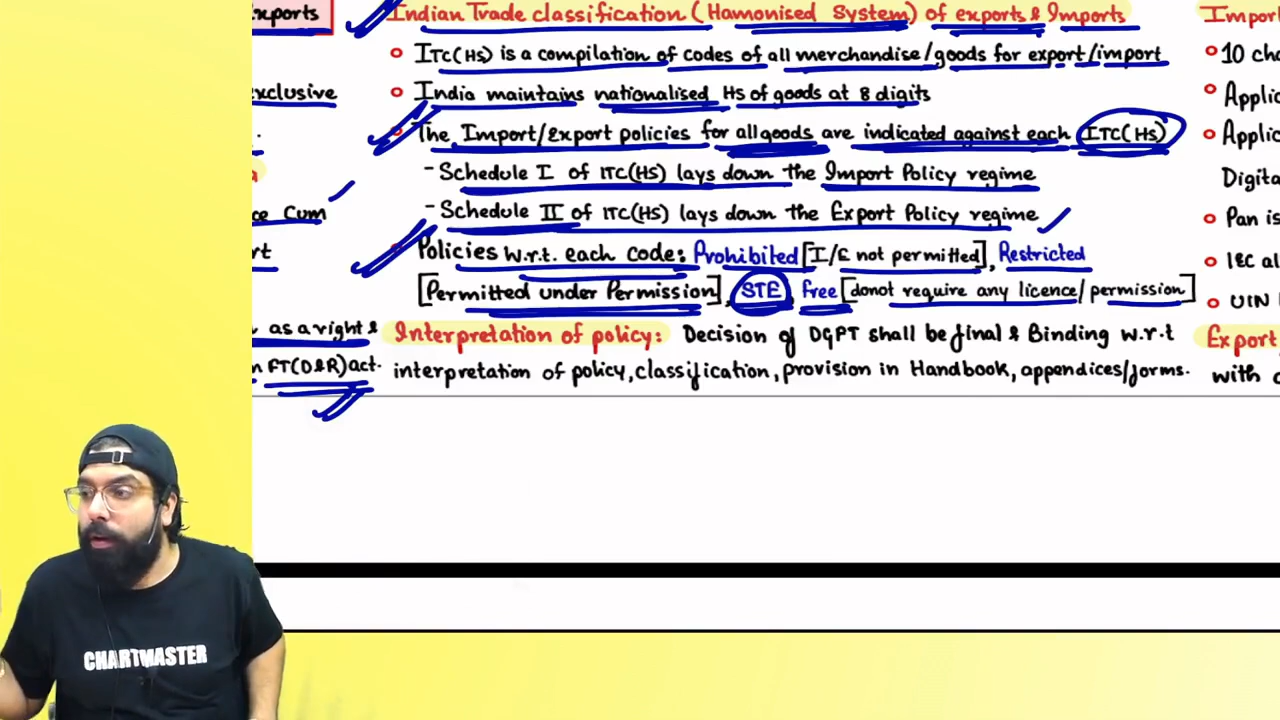 Exports
exclusive
.
ce Cum
rt
as a right &
n FT(D&R) act.
Indian Trade classification (Hamonised System) of exports & Imports
ITC(HS) is a compilation of codes of all merchandise/goods for export/import
India maintains nationalised HS of goods at 8 digits
The Import/Export policies for all goods are indicated against each ITC(HS)
- Schedule I of ITC(HS) lays down the Import Policy regime
- Schedule II of ITC(HS) lays down the Export Policy regime
Policies w.r.t. each code: Prohibited [I/E not permitted], Restricted
[Permitted under Permission], STE, free [donot require any licence/permission]
Interpretation of policy: Decision of DGFT shall be final & Binding w.r.t
interpretation of policy, classification, provision in Handbook, appendices/forms.
Impor
10 cha
Applic
Applic
Digita
Pan is
IEC al
UIN
Export
with
CHARTMASTER